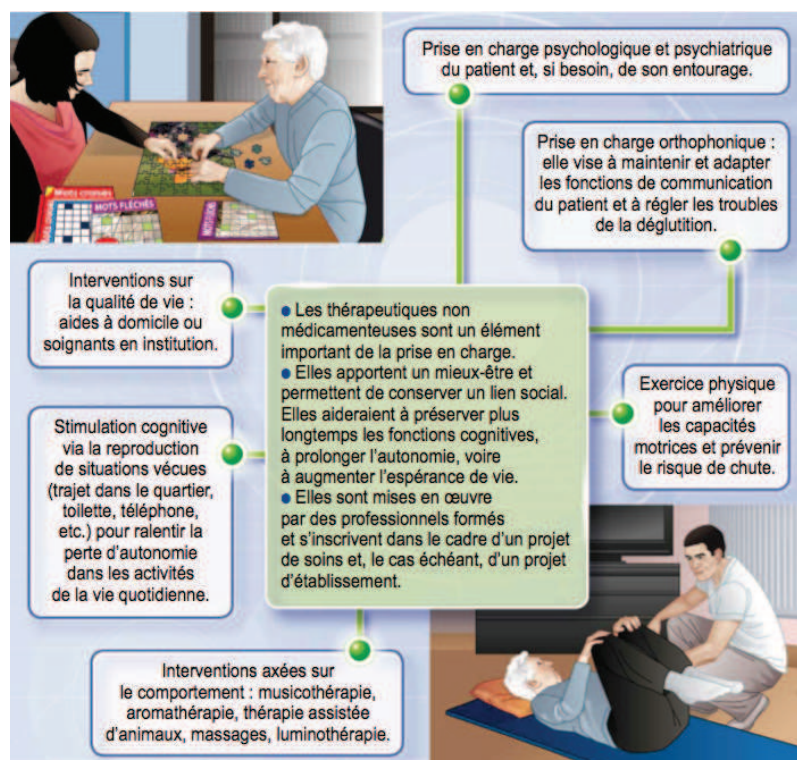 Prise en charge psychologique et psychiatrique
du patient et, si besoin, de son entourage.
Prise en charge orthophonique :
elle vise à maintenir et adapter
les fonctions de communication
du patient et à régler les troubles
de la déglutition.
Mots croisés
MOTS FLÉCHÉS
Interventions sur
la qualité de vie :
aides à domicile ou
soignants en institution.
● Les thérapeutiques non
médicamenteuses sont un élément
important de la prise en charge.
● Elles apportent un mieux-être et
permettent de conserver un lien social.
Elles aideraient à préserver plus
longtemps les fonctions cognitives,
à prolonger l'autonomie, voire
à augmenter l'espérance de vie.
● Elles sont mises en œuvre
par des professionnels formés
et s'inscrivent dans le cadre d'un projet
de soins et, le cas échéant, d'un projet
d'établissement.
Exercice physique
pour améliorer
les capacités
motrices et prévenir
le risque de chute.
Stimulation cognitive
via la reproduction
de situations vécues
(trajet dans le quartier,
toilette, téléphone,
etc.) pour ralentir la
perte d'autonomie
dans les activités
de la vie quotidienne.
Interventions axées sur
le comportement : musicothérapie,
aromathérapie, thérapie assistée
d'animaux, massages, luminothérapie.